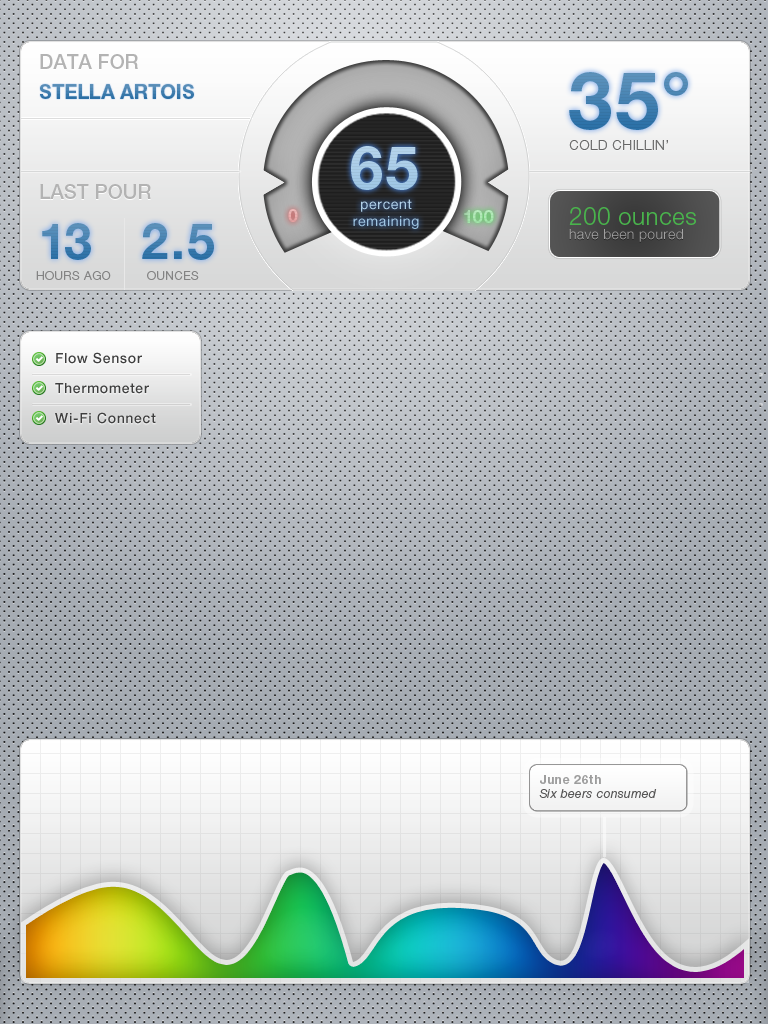 DATA FOR
STELLA ARTOIS
LAST POUR
13
HOURS AGO
2.5
OUNCES
65
percent
remaining
0
100
35°
COLD CHILLIN'
200 ounces
have been poured
Flow Sensor
Thermometer
Wi-Fi Connect
June 26th
Six beers consumed